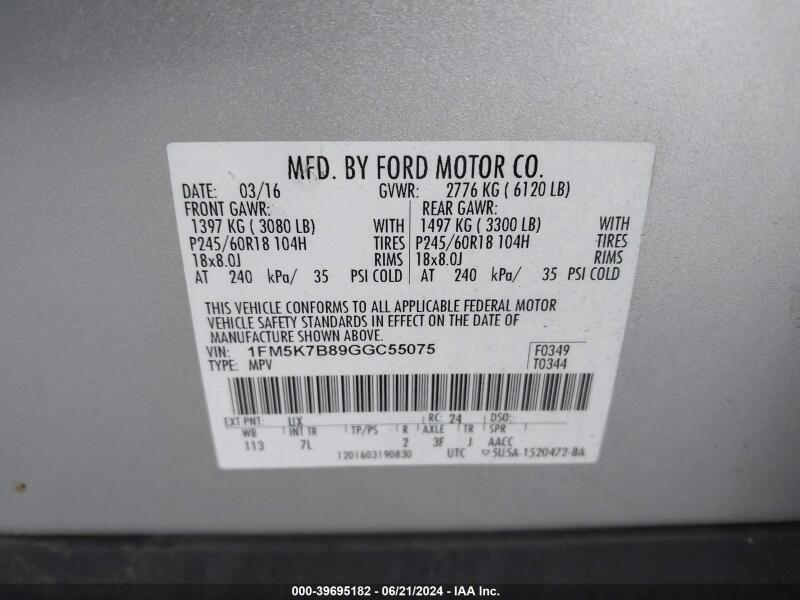 MFD. BY FORD MOTOR CO.
DATE: 03/16 GVWR: 2776 KG ( 6120 LB)
FRONT GAWR: REAR GAWR:
1397 KG ( 3080 LB) WITH 1497 KG ( 3300 LB) WITH
P245/60R18 104H TIRES P245/60R18 104H TIRES
18x8.0J RIMS 18x8.0J RIMS
AT 240 kPa/ 35 PSI COLD AT 240 kPa/ 35 PSI COLD
THIS VEHICLE CONFORMS TO ALL APPLICABLE FEDERAL MOTOR
VEHICLE SAFETY STANDARDS IN EFFECT ON THE DATE OF
MANUFACTURE SHOWN ABOVE.
VIN: 1FM5K7B89GGC55075 F0349
TYPE: MPV T0344
EXT PNT: UX RC: 24 DSO:
WB INT TR TP/PS R AXLE TR SPR
113 7L 2 3F J AACC
1201603190830 UTC 5U5A-1520472-BA
000-39695182 - 06/21/2024 - IAAI.com